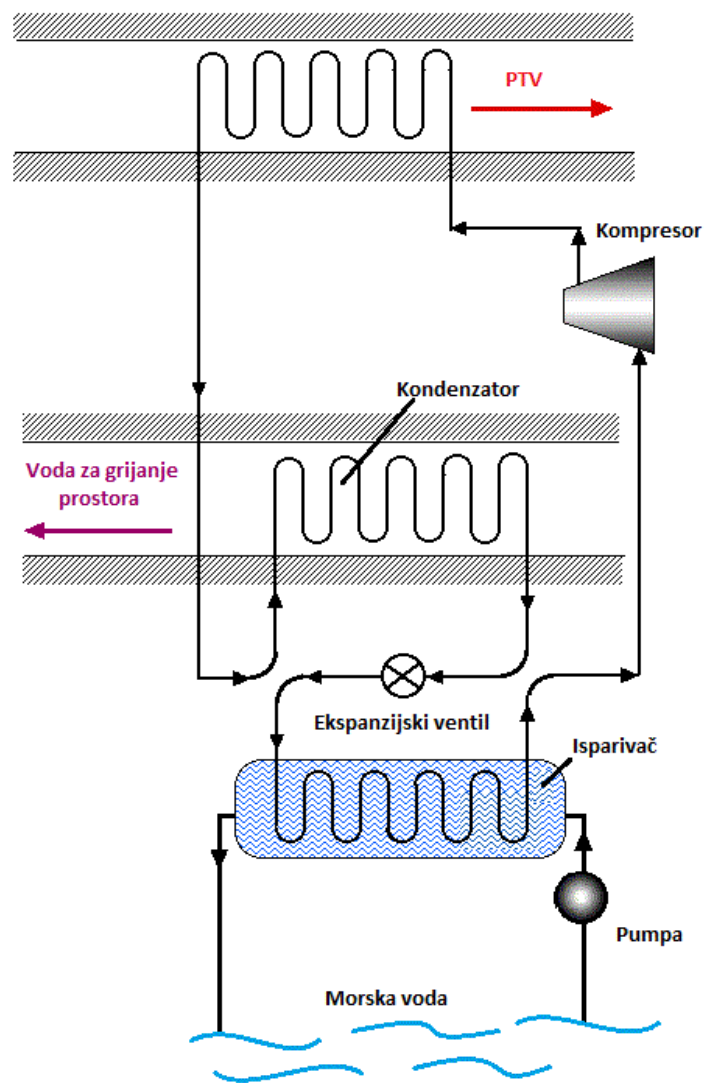 PTV
Kompresor
Kondenzator
Voda za grijanje
prostora
Ekspanzijski ventil
Isparivač
Pumpa
Morska voda